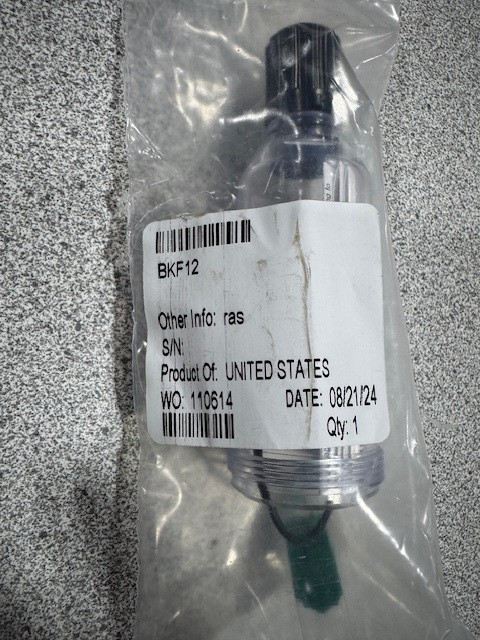 BKF12
Other Info: ras
S/N:
Product Of: UNITED STATES
WO: 110614 DATE: 08/21/24
Qty: 1